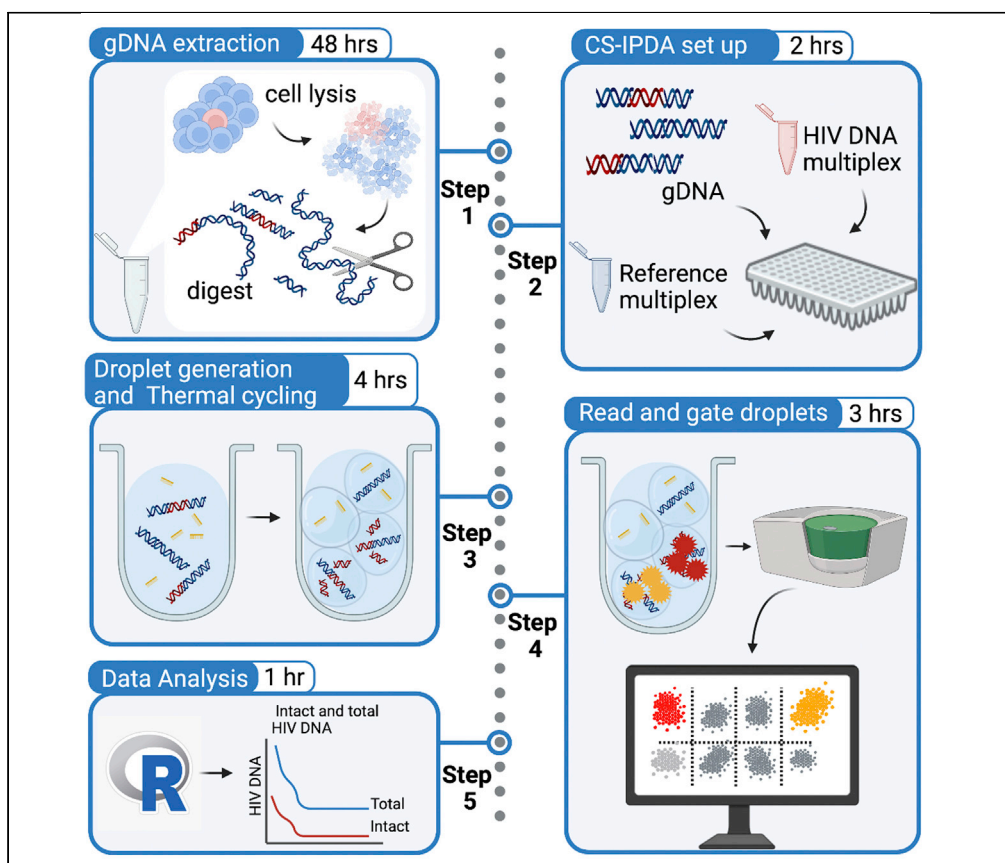 gDNA extraction
48 hrs
cell lysis
digest
Step
1
CS-IPDA set up
2 hrs
HIV DNA
multiplex
gDNA
Reference
multiplex
Step
2
Droplet generation
and Thermal cycling
4 hrs
Step
3
Read and gate droplets
3 hrs
Step
4
Data Analysis
1 hr
R
Intact and total
HIV DNA
HIV DNA
Total
Intact
Step
5